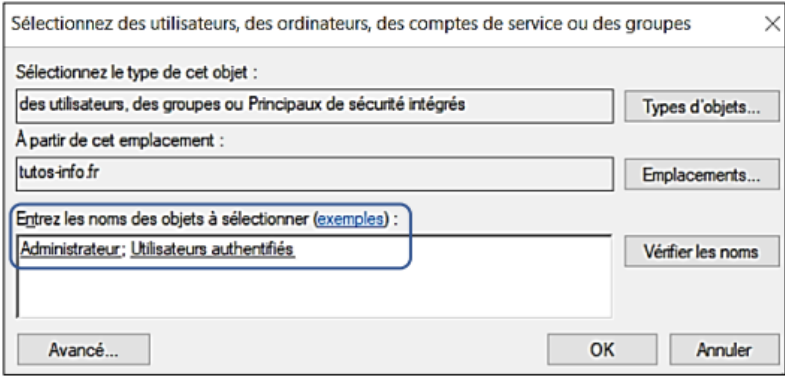 Sélectionnez des utilisateurs, des ordinateurs, des comptes de service ou des groupes
Sélectionnez le type de cet objet :
des utilisateurs, des groupes ou Principaux de sécurité intégrés
Types d'objets...
À partir de cet emplacement :
tutos-info.fr
Emplacements...
Entrez les noms des objets à sélectionner (exemples) :
Administrateur; Utilisateurs authentifiés
Vérifier les noms
Avancé...
OK
Annuler